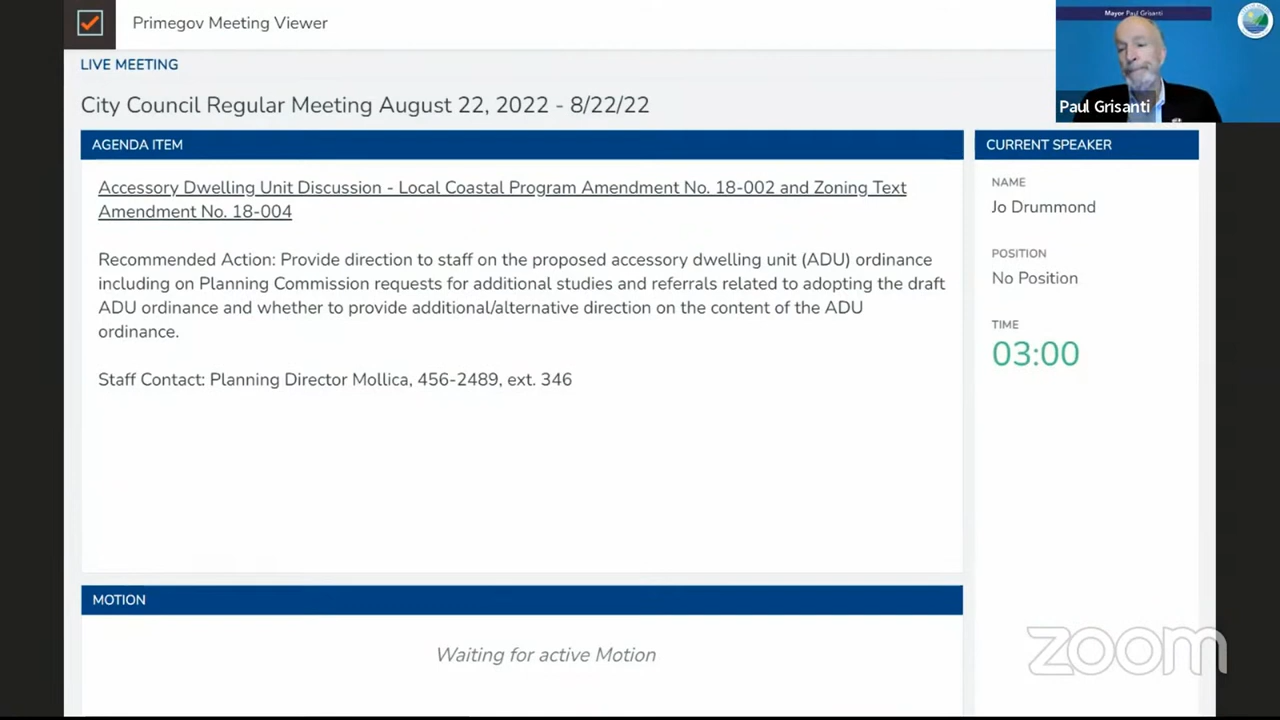 Primegov Meeting Viewer
Mayor Paul Grisanti
Paul Grisanti
LIVE MEETING
City Council Regular Meeting August 22, 2022 - 8/22/22
AGENDA ITEM
Accessory Dwelling Unit Discussion - Local Coastal Program Amendment No. 18-002 and Zoning Text
Amendment No. 18-004
Recommended Action: Provide direction to staff on the proposed accessory dwelling unit (ADU) ordinance
including on Planning Commission requests for additional studies and referrals related to adopting the draft
ADU ordinance and whether to provide additional/alternative direction on the content of the ADU
ordinance.
Staff Contact: Planning Director Mollica, 456-2489, ext. 346
CURRENT SPEAKER
NAME
Jo Drummond
POSITION
No Position
TIME
03:00
MOTION
Waiting for active Motion
zoom